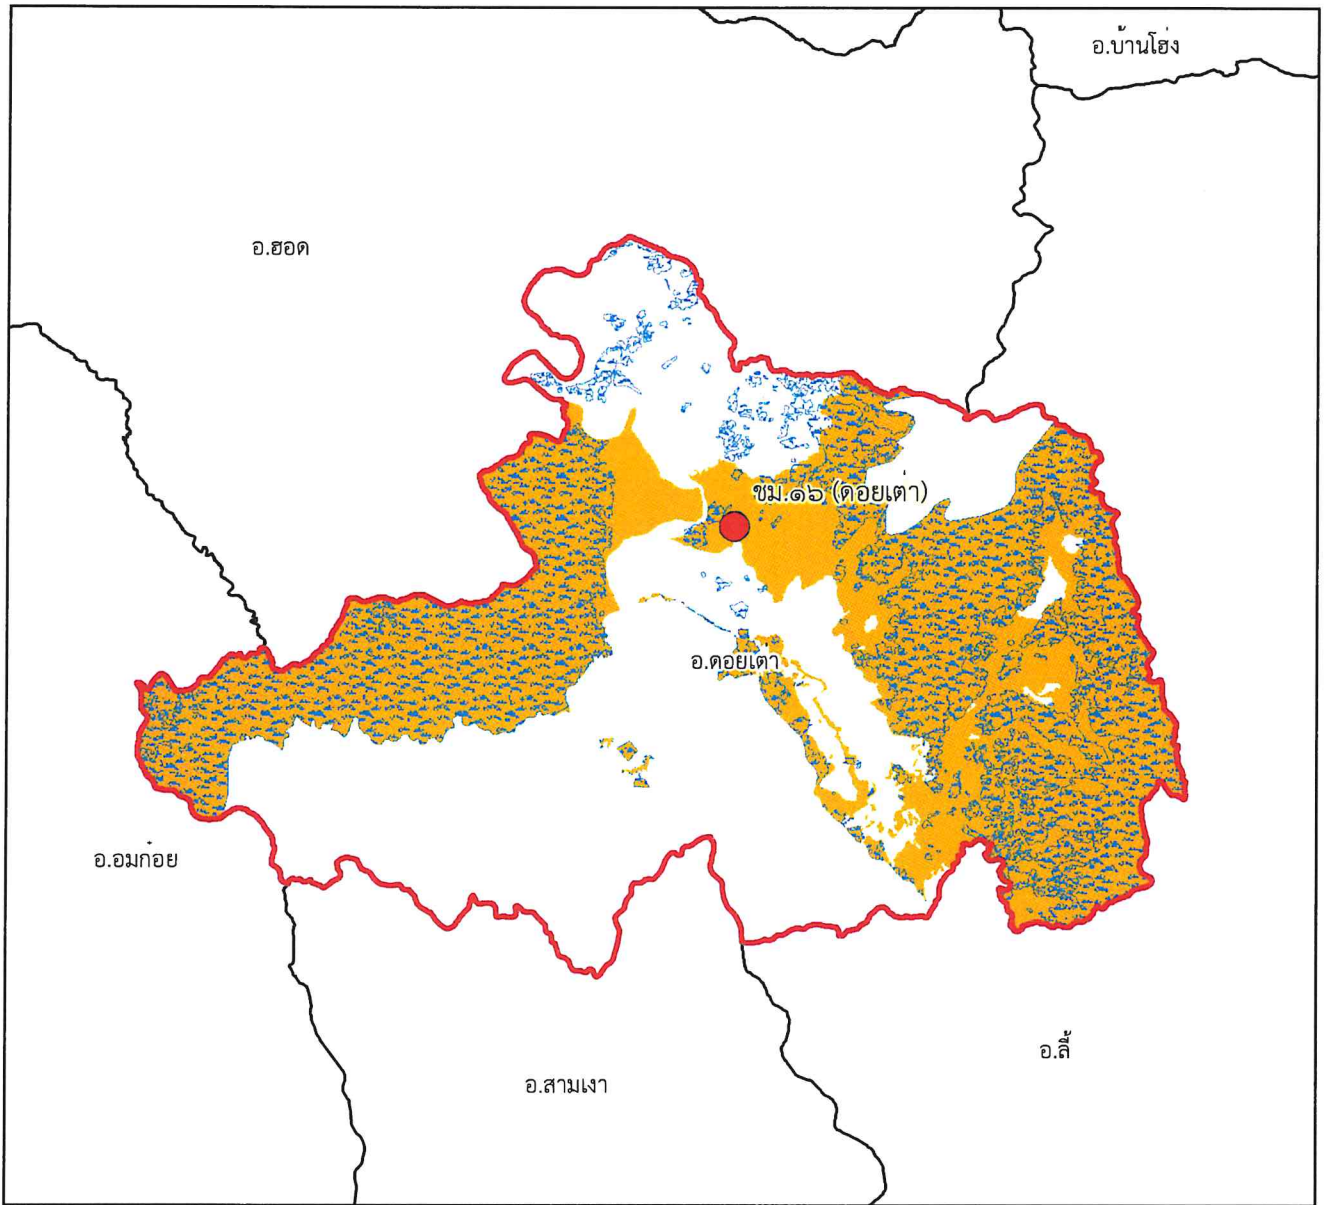 อ.บ้านโฮ่ง
อ.ฮอด
ชม.๑๖ (ดอยเต่า)
อ.ดอยเต่า
อ.อมก๋อย
อ.ลี้
อ.สามเงา